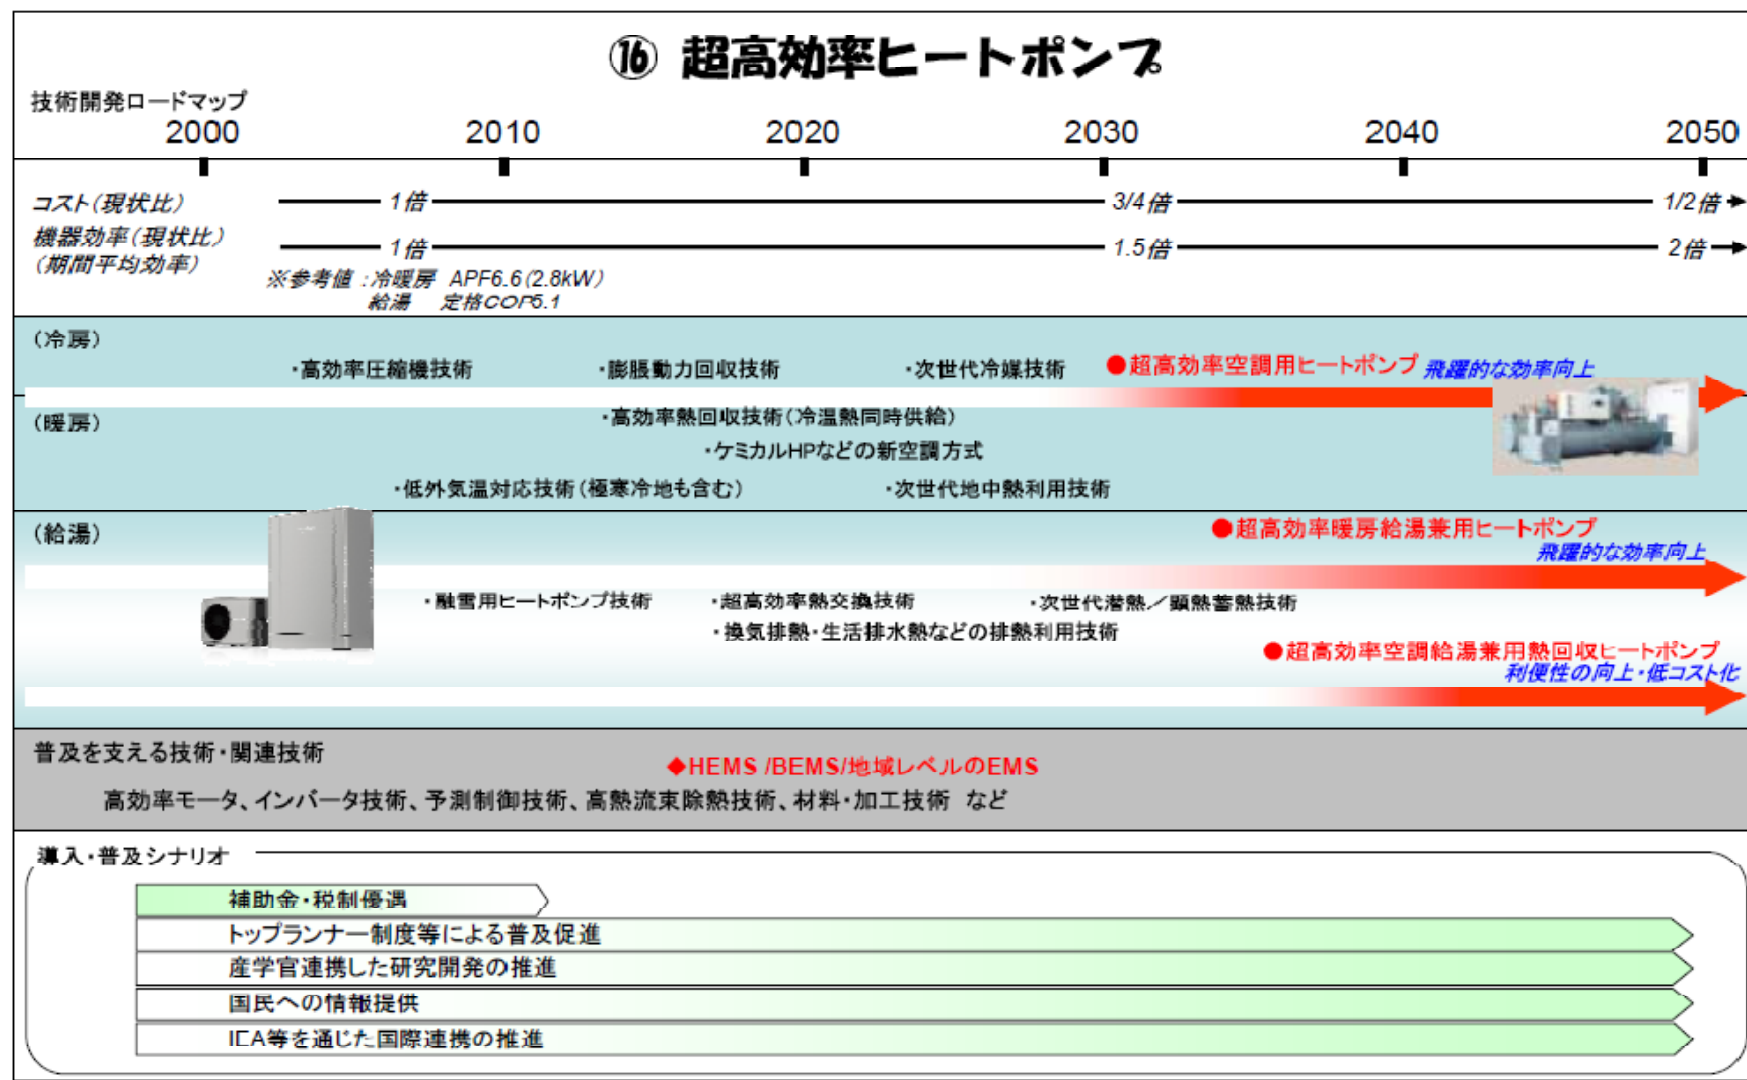 ⑯ 超高効率ヒートポンプ
技術開発ロードマップ
2000 2010 2020 2030 2040 2050
コスト(現状比) 1倍 3/4倍 1/2倍
機器効率(現状比)
(期間平均効率) 1倍 1.5倍 2倍
※参考値:冷暖房 APF6.6(2.8kW)
給湯 定格COP5.1
(冷房)
・高効率圧縮機技術 ・膨脹動力回収技術 ・次世代冷媒技術 ●超高効率空調用ヒートポンプ 飛躍的な効率向上
(暖房)
・高効率熱回収技術(冷温熱同時供給)
・ケミカルHPなどの新空調方式
・低外気温対応技術(極寒冷地も含む) ・次世代地中熱利用技術
(給湯)
●超高効率暖房給湯兼用ヒートポンプ
飛躍的な効率向上
・融雪用ヒートポンプ技術 ・超高効率熱交換技術 ・次世代潜熱/顕熱蓄熱技術
・換気排熱・生活排水熱などの排熱利用技術
●超高効率空調給湯兼用熱回収ヒートポンプ
利便性の向上・低コスト化
普及を支える技術・関連技術
◆HEMS /BEMS/地域レベルのEMS
高効率モータ、インバータ技術、予測制御技術、高熱流束除熱技術、材料・加工技術 など
導入・普及シナリオ
補助金・税制優遇
トップランナー制度等による普及促進
産学官連携した研究開発の推進
国民への情報提供
IEA等を通じた国際連携の推進